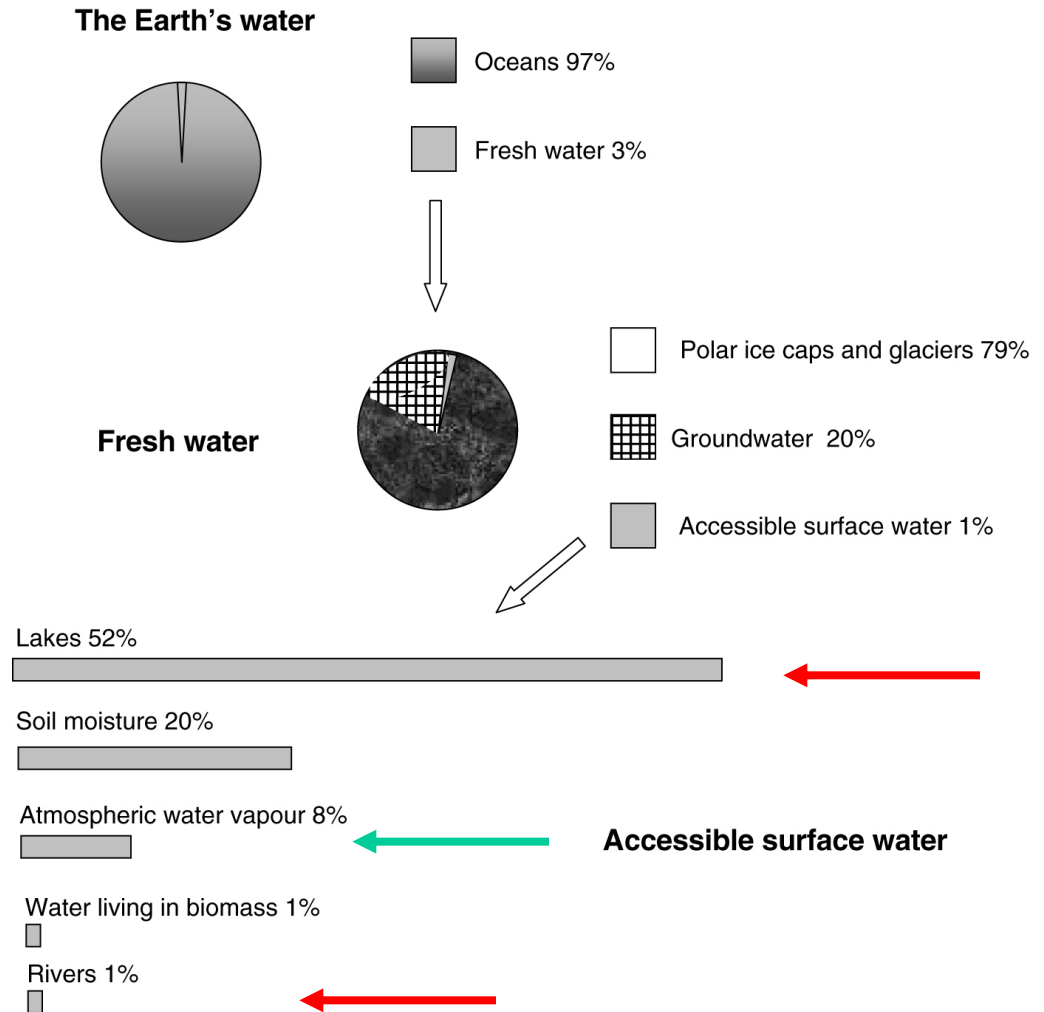 The Earth's water
Oceans 97%
Fresh water 3%
Polar ice caps and glaciers 79%
Fresh water
Groundwater 20%
Accessible surface water 1%
Lakes 52%
Soil moisture 20%
Atmospheric water vapour 8%
Accessible surface water
Water living in biomass 1%
Rivers 1%